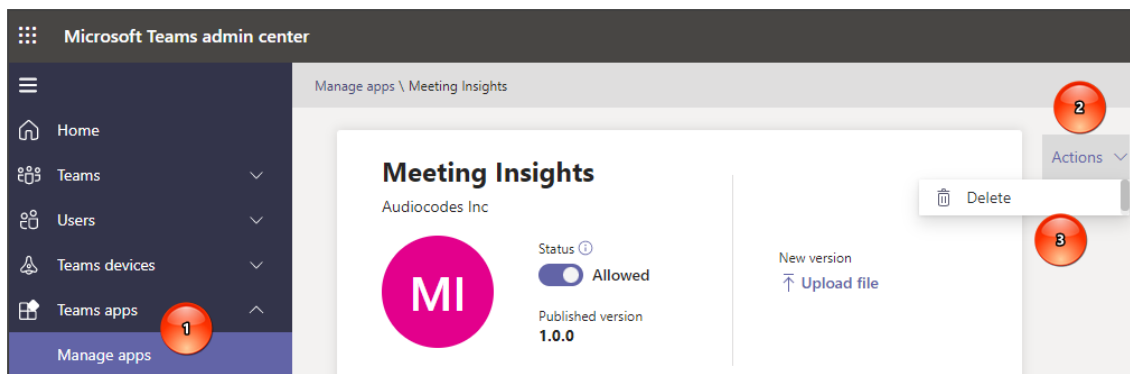 Microsoft Teams admin center
Manage apps \ Meeting Insights
Home
Teams
Users
Teams devices
Teams apps
1
Manage apps
Meeting Insights
Audiocodes Inc
MI
Status
Allowed
Published version
1.0.0
New version
Upload file
2
Actions
Delete
3